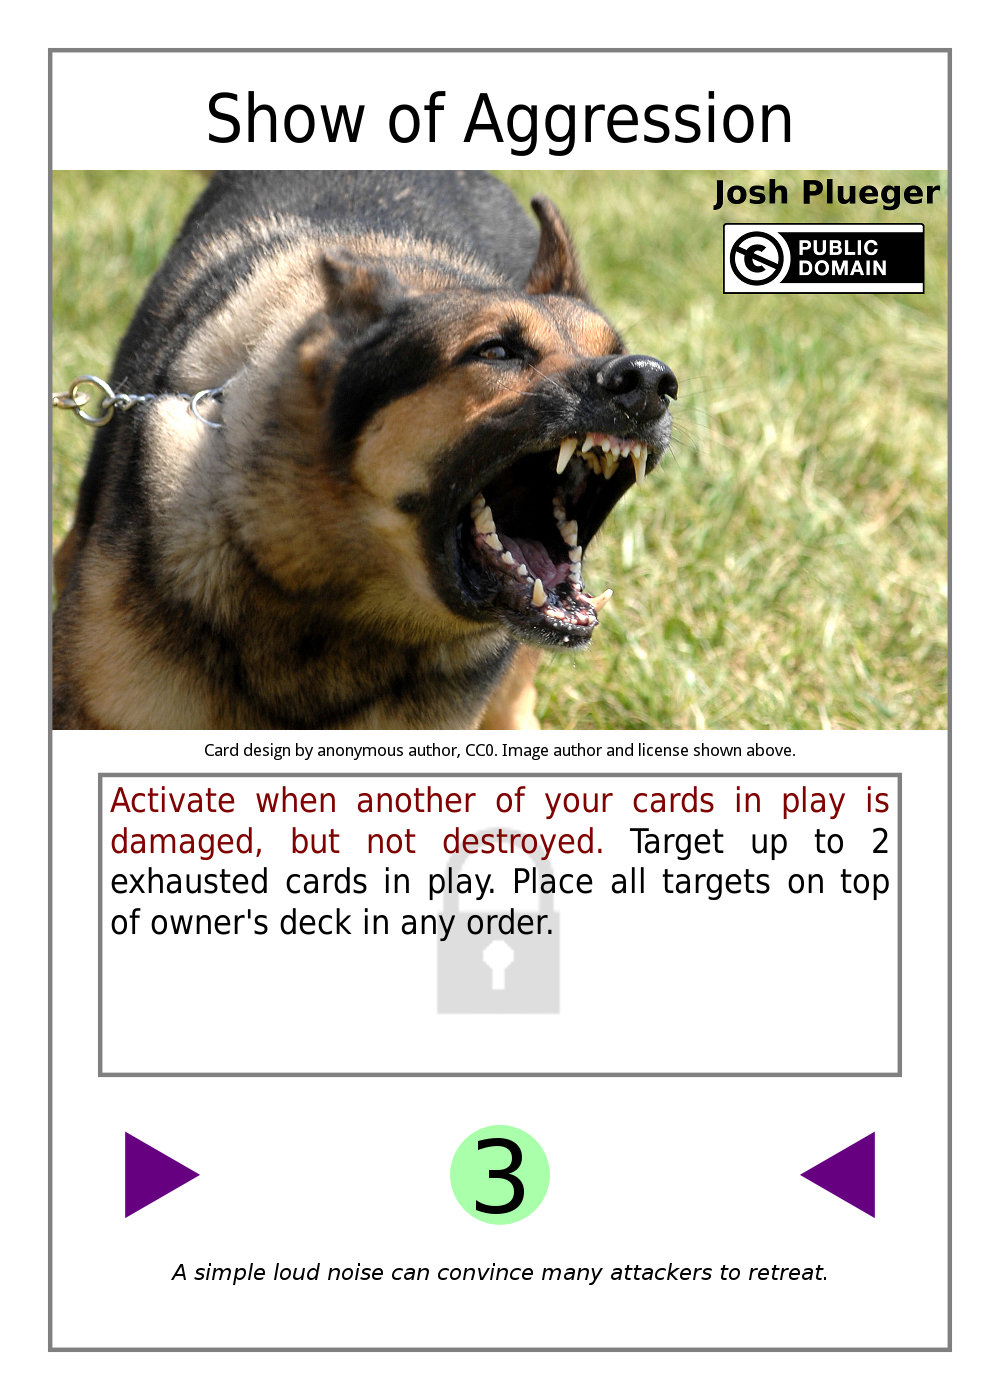 Show of Aggression
Josh Plueger
PUBLIC
DOMAIN
Card design by anonymous author, CC0. Image author and license shown above.
Activate when another of your cards in play is
damaged, but not destroyed. Target up to 2
exhausted cards in play. Place all targets on top
of owner's deck in any order.
3
A simple loud noise can convince many attackers to retreat.